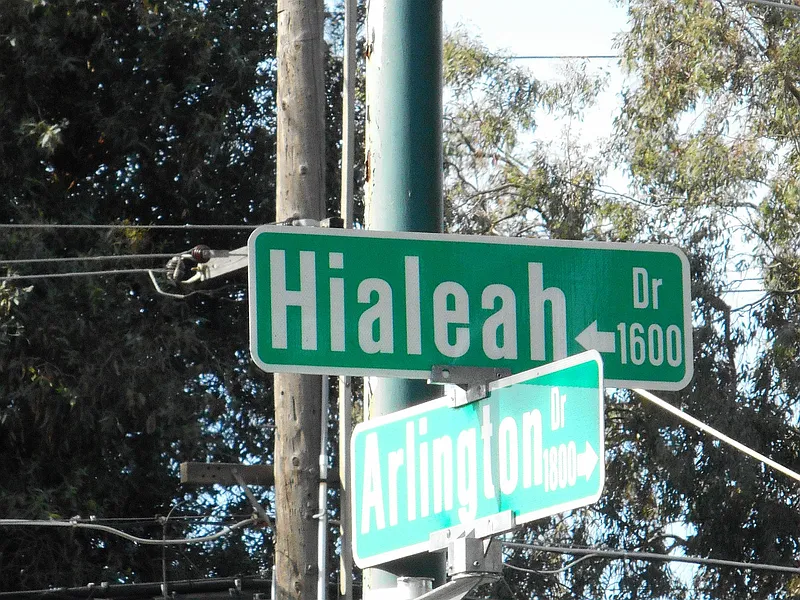 Hialeah Dr
←1600
Arlington Dr
1800→